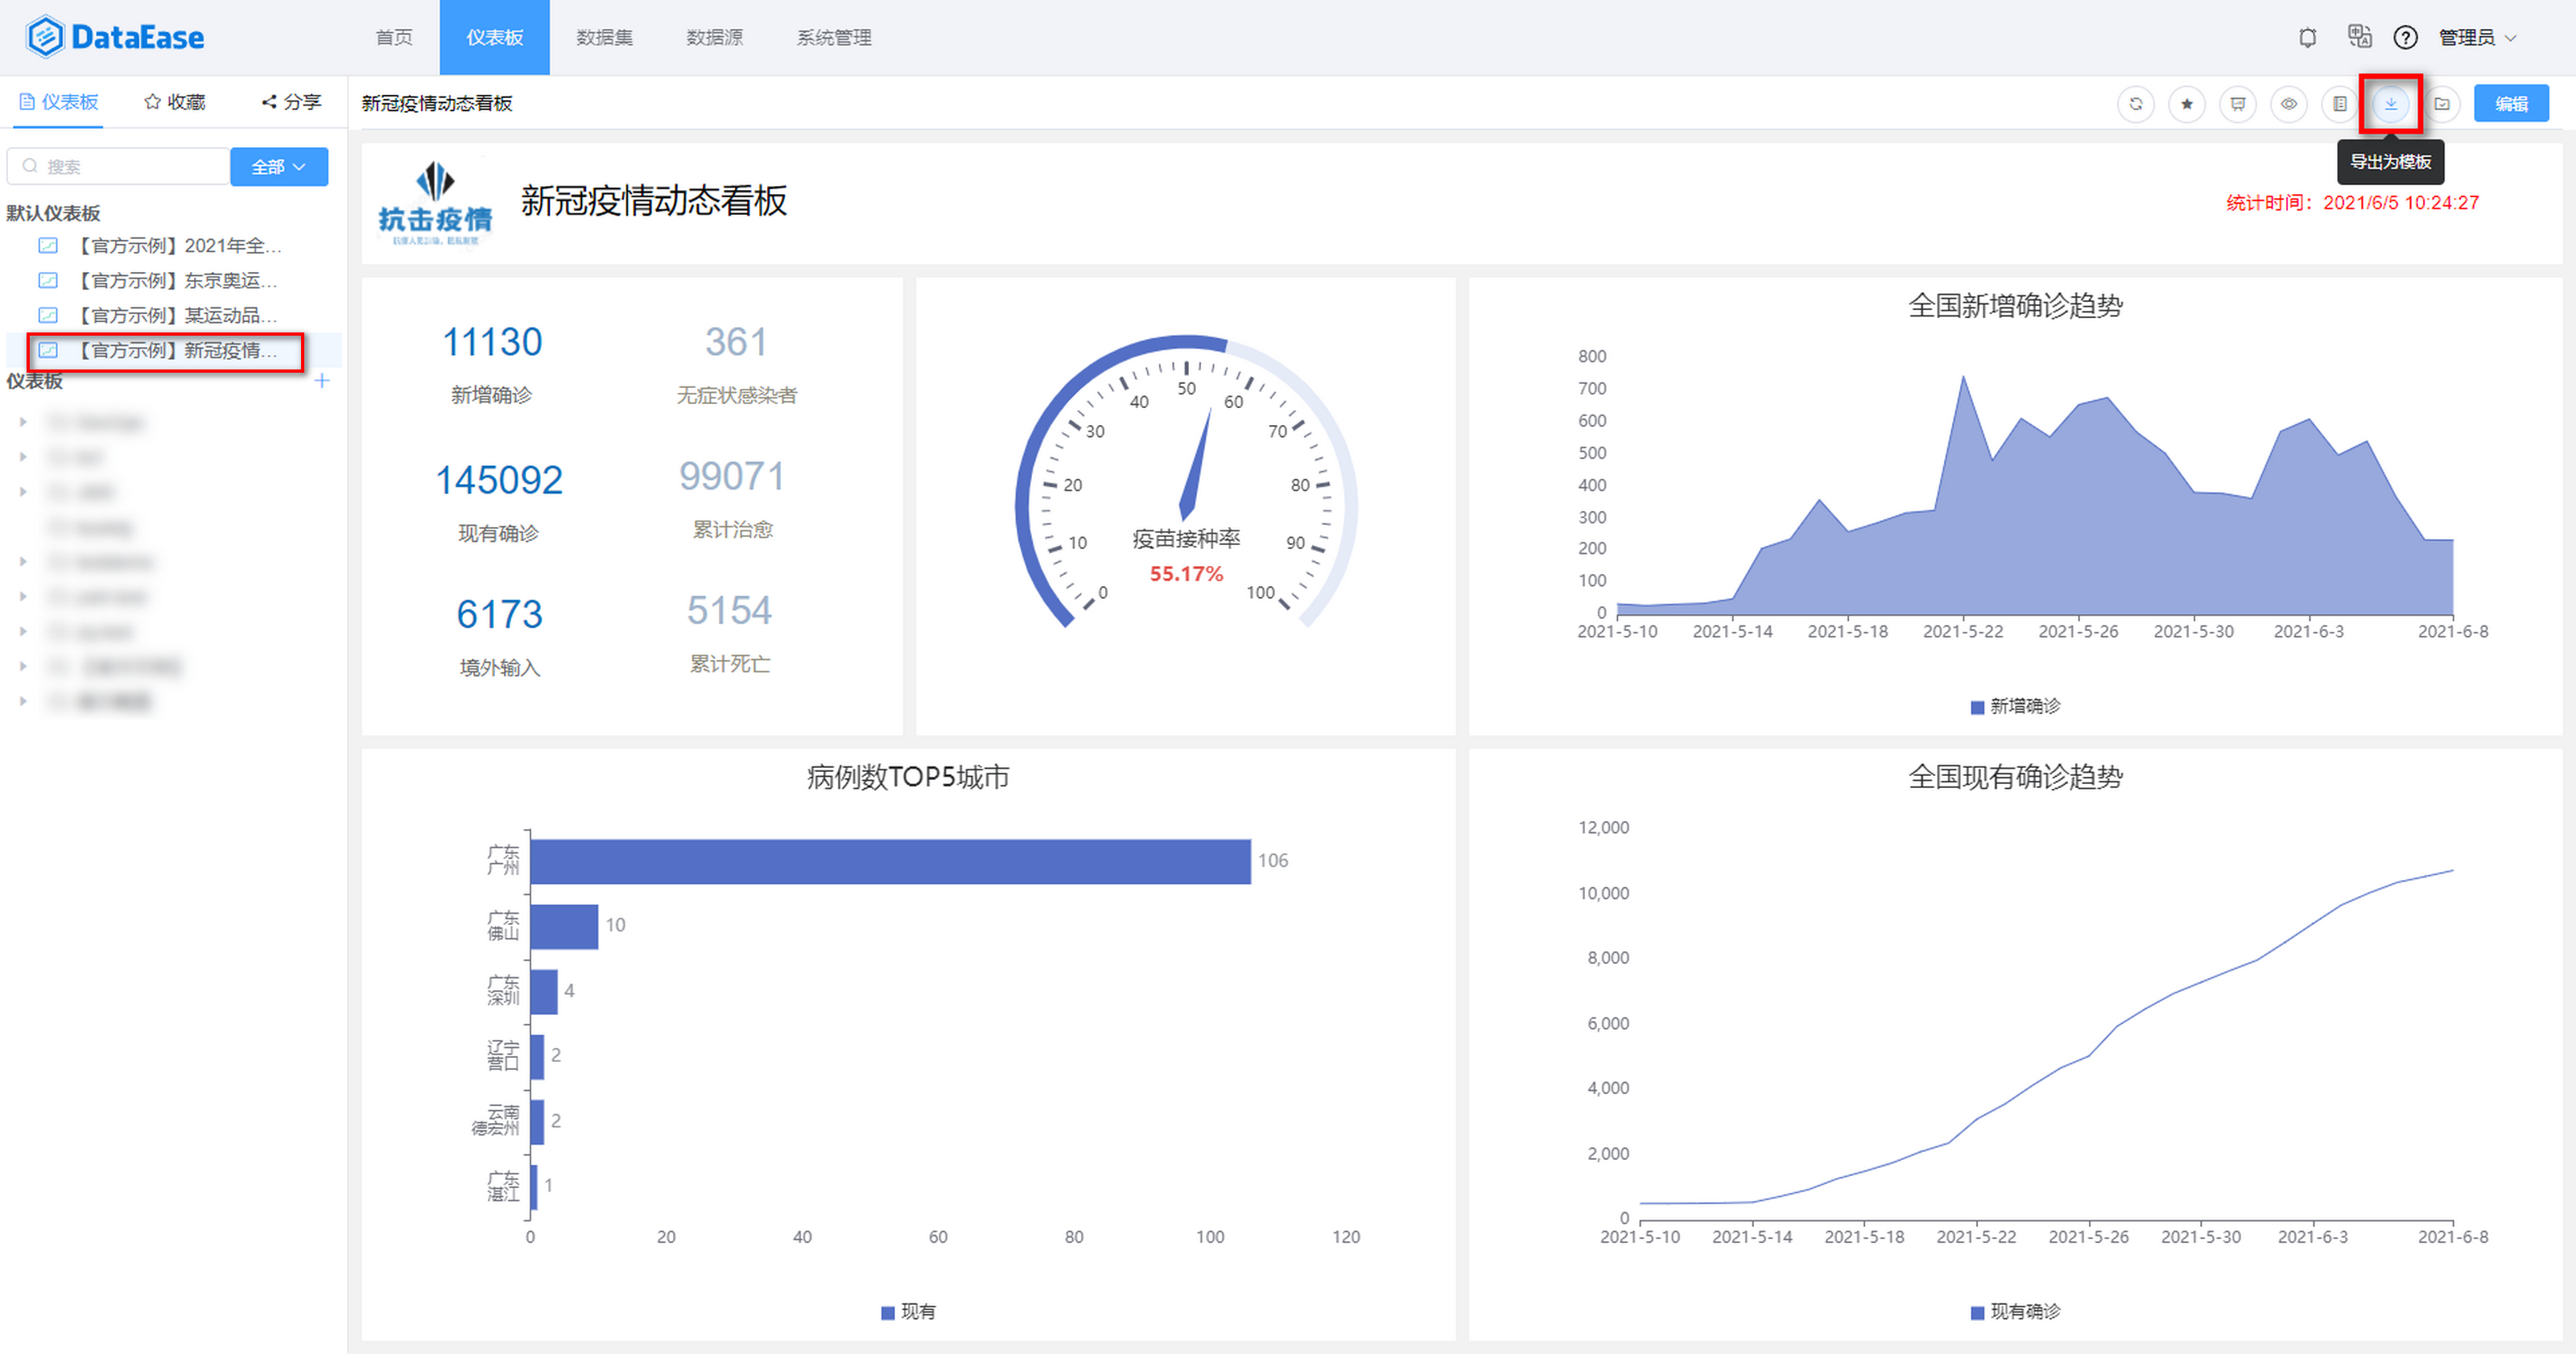 DataEase
首页 仪表板 数据集 数据源 系统管理
管理员
仪表板 收藏 分享
新冠疫情动态看板
编辑
导出为模板
搜索 全部
默认仪表板
【官方示例】2021年全...
【官方示例】东京奥运...
【官方示例】某运动品...
【官方示例】新冠疫情...
仪表板
抗击疫情
新冠疫情动态看板
统计时间：2021/6/5 10:24:27
11130 361
新增确诊 无症状感染者
145092 99071
现有确诊 累计治愈
6173 5154
境外输入 累计死亡
0
10
20
30
40
50
60
70
80
90
100
疫苗接种率
55.17%
全国新增确诊趋势
800
700
600
500
400
300
200
100
0
2021-5-10 2021-5-14 2021-5-18 2021-5-22 2021-5-26 2021-5-30 2021-6-3 2021-6-8
新增确诊
病例数TOP5城市
广东
广州
106
广东
佛山
10
广东
深圳
4
辽宁
营口
2
云南
德宏州
2
广东
湛江
1
0 20 40 60 80 100 120
现有
全国现有确诊趋势
12,000
10,000
8,000
6,000
4,000
2,000
0
2021-5-10 2021-5-14 2021-5-18 2021-5-22 2021-5-26 2021-5-30 2021-6-3 2021-6-8
现有确诊